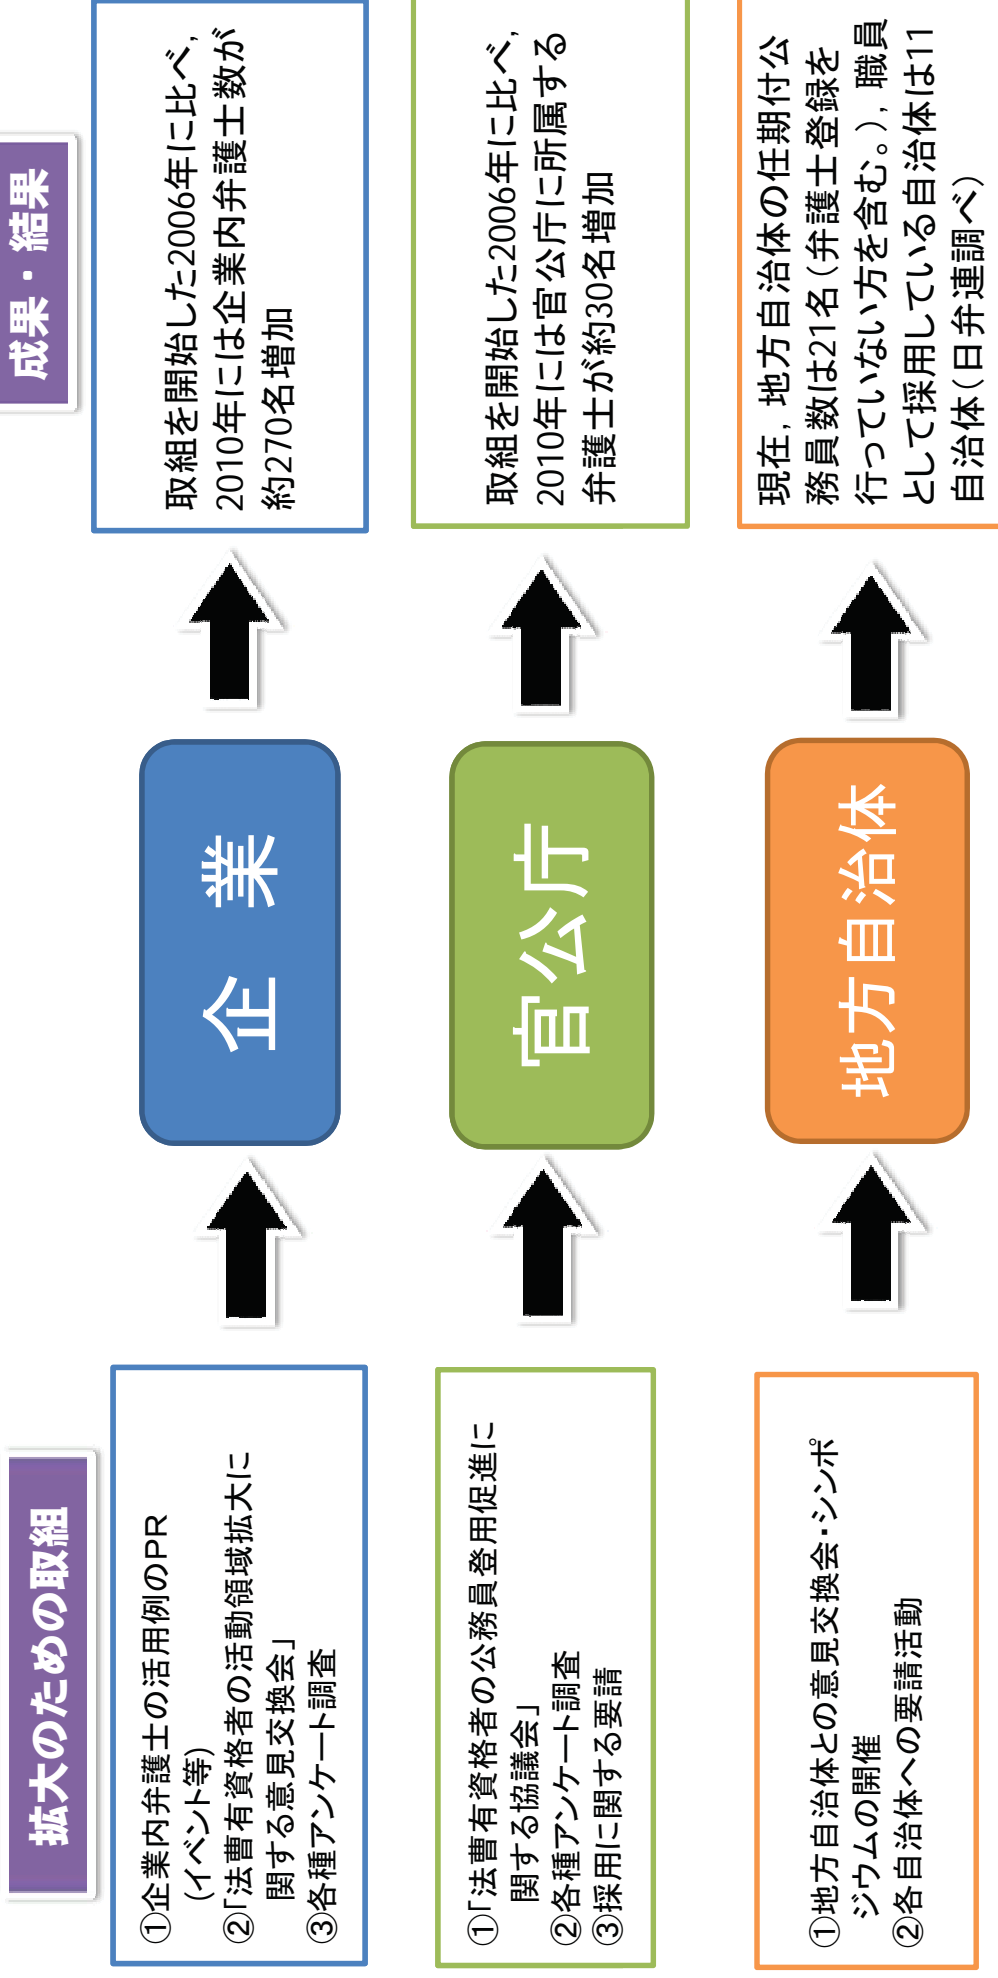 拡大のための取組
成果・結果
①企業内弁護士の活用例のPR
(イベント等)
②「法曹有資格者の活動領域拡大に
関する意見交換会」
③各種アンケート調査
企 業
取組を開始した2006年に比べ,
2010年には企業内弁護士数が
約270名増加
①「法曹有資格者の公務員登用促進に
関する協議会」
②各種アンケート調査
③採用に関する要請
官公庁
取組を開始した2006年に比べ,
2010年には官公庁に所属する
弁護士が約30名増加
①地方自治体との意見交換会・シンポ
ジウムの開催
②各自治体への要請活動
地方自治体
現在, 地方自治体の任期付公
務員数は21名(弁護士登録を
行っていない方を含む。), 職員
として採用している自治体は11
自治体(日弁連調べ)